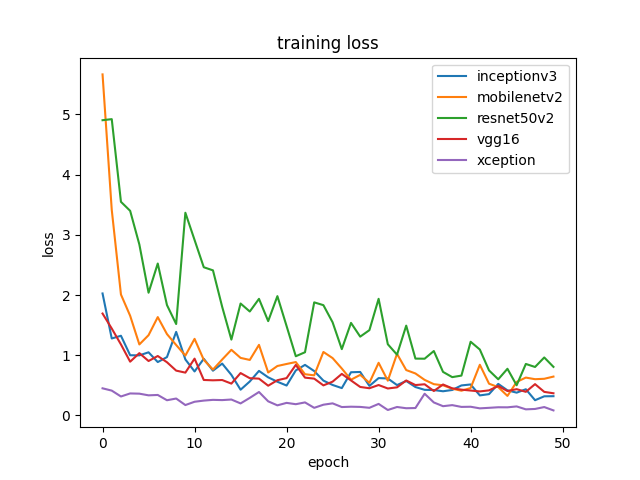 training loss
inceptionv3
mobilenetv2
resnet50v2
vgg16
xception
loss
5
4
3
2
1
0
0 10 20 30 40 50
epoch